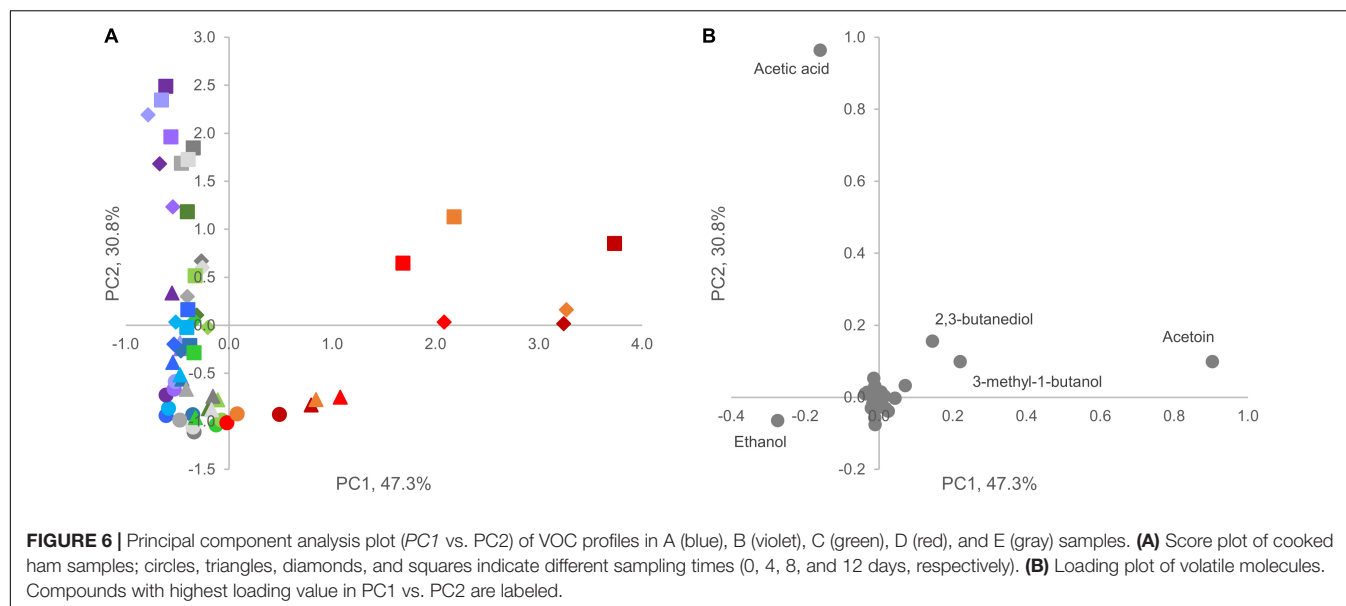 A
3.0
2.5
2.0
1.5
1.0
0.5
0.0
-0.5
-1.0
-1.5
-1.0
0.0
1.0
2.0
3.0
4.0
PC2, 30.8%
PC1, 47.3%
B
1.0
0.8
0.6
0.4
0.2
0.0
-0.2
-0.4
-0.2
0.2
0.4
0.6
0.8
1.0
PC2, 30.8%
Acetic acid
2,3-butanediol
Acetoin
3-methyl-1-butanol
Ethanol
PC1, 47.3%
FIGURE 6 | Principal component analysis plot (PC1 vs. PC2) of VOC profiles in A (blue), B (violet), C (green), D (red), and E (gray) samples. (A) Score plot of cooked
ham samples; circles, triangles, diamonds, and squares indicate different sampling times (0, 4, 8, and 12 days, respectively). (B) Loading plot of volatile molecules.
Compounds with highest loading value in PC1 vs. PC2 are labeled.